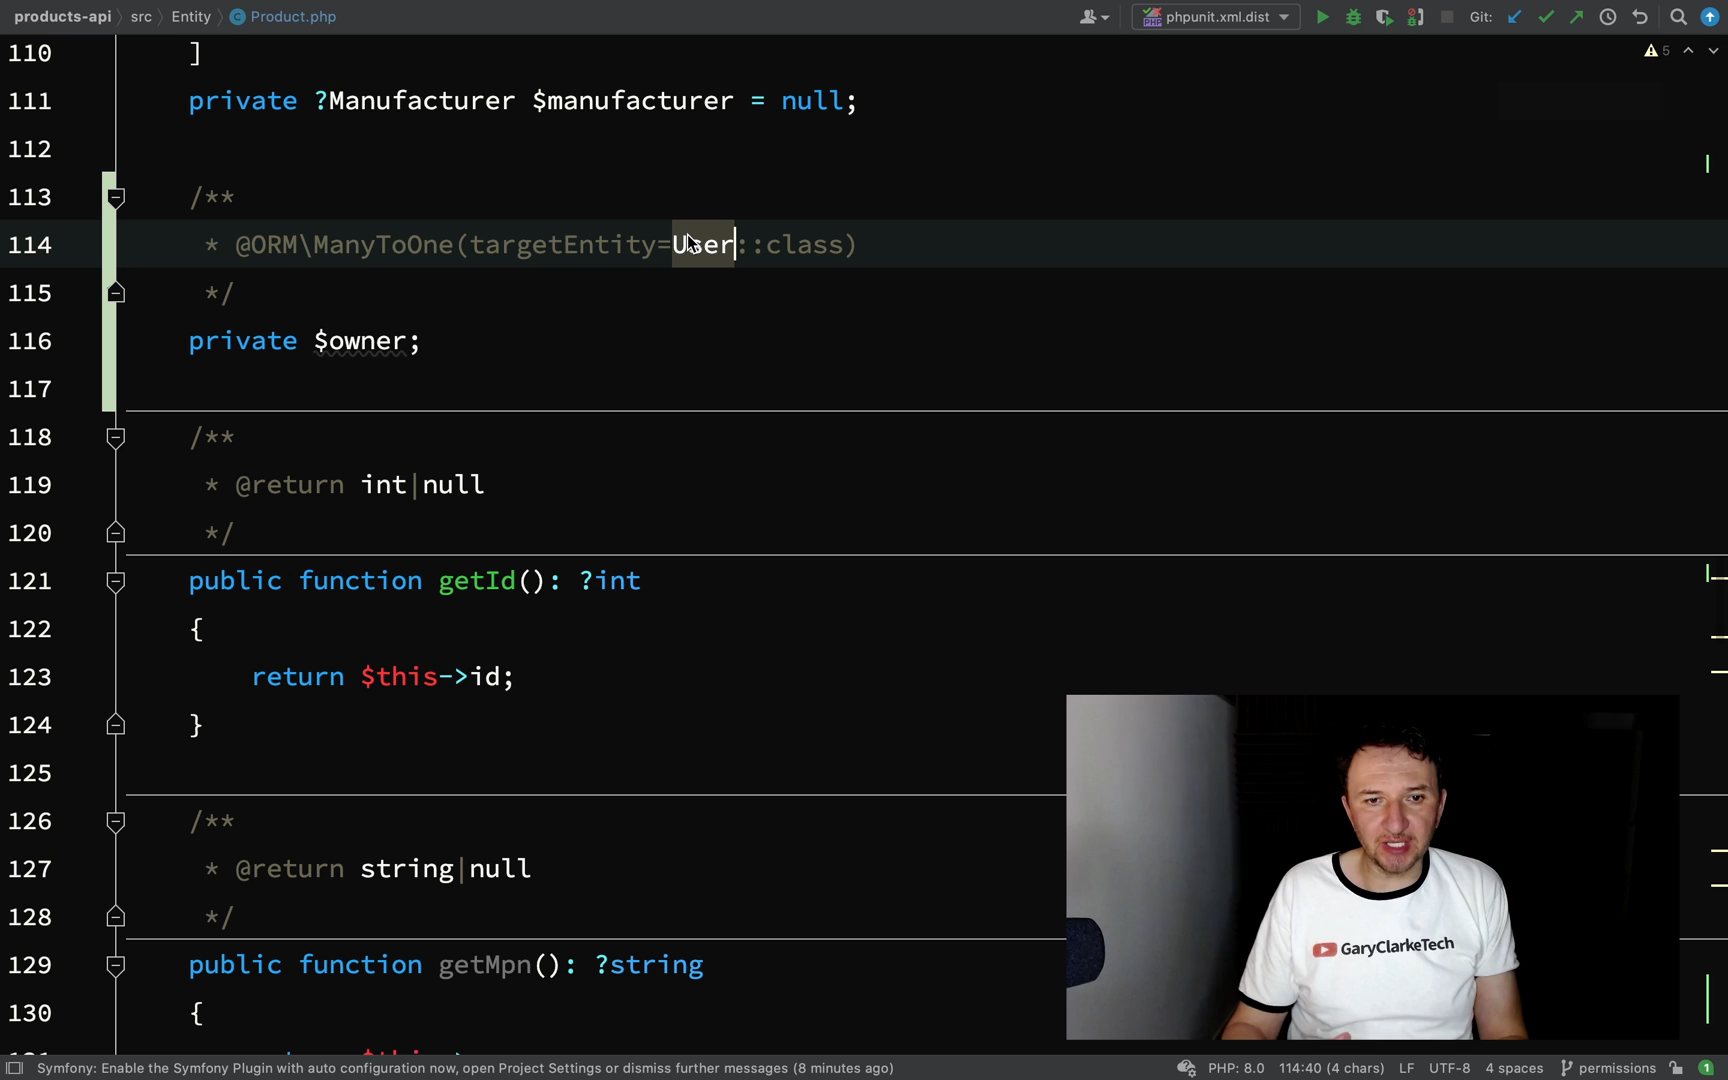 products-api src Entity Product.php phpunit.xml.dist Git:
110 ]
5
111 private ?Manufacturer $manufacturer = null;
112
113 /**
114 * @ORM\ManyToOne(targetEntity=User::class)
115 */
116 private $owner;
117
118 /**
119 * @return int|null
120 */
121 public function getId(): ?int
122 {
123 return $this->id;
124 }
125
126 /**
127 * @return string|null
128 */
129 public function getMpn(): ?string
130 {
GaryClarkeTech
Symfony: Enable the Symfony Plugin with auto configuration now, open Project Settings or dismiss further messages (8 minutes ago) PHP: 8.0 114:40 (4 chars) LF UTF-8 4 spaces permissions 1